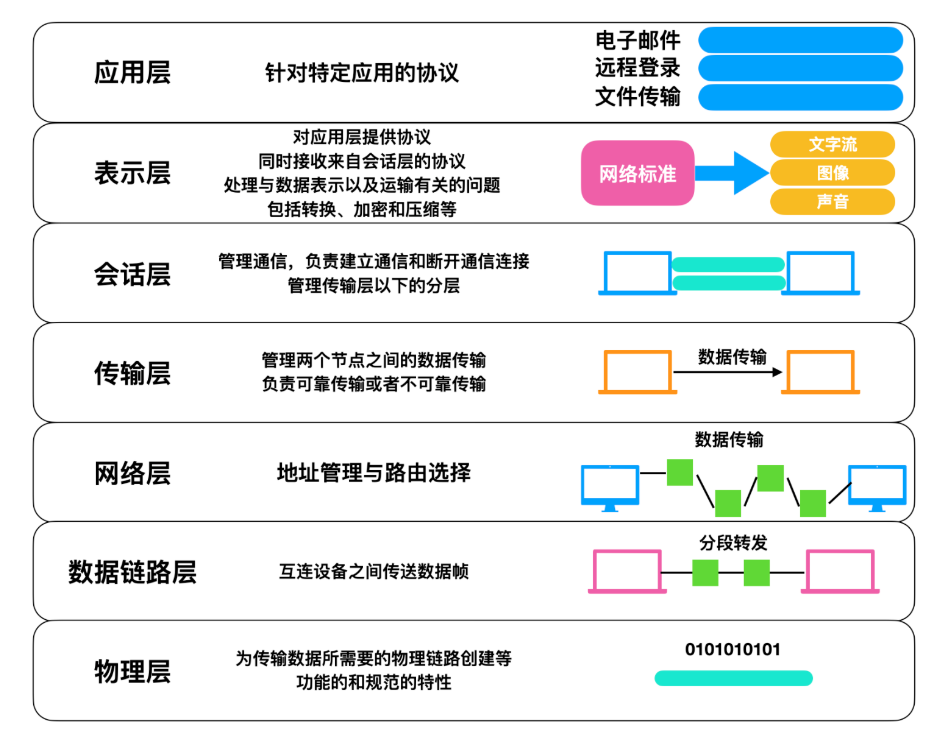 应用层
针对特定应用的协议
电子邮件
远程登录
文件传输
表示层
对应用层提供协议
同时接收来自会话层的协议
处理与数据表示以及运输有关的问题
包括转换、加密和压缩等
网络标准
文字流
图像
声音
会话层
管理通信，负责建立通信和断开通信连接
管理传输层以下的分层
传输层
管理两个节点之间的数据传输
负责可靠传输或者不可靠传输
数据传输
网络层
地址管理与路由选择
数据传输
数据链路层
互连设备之间传送数据帧
分段转发
物理层
为传输数据所需要的物理链路创建等
功能的和规范的特性
0101010101